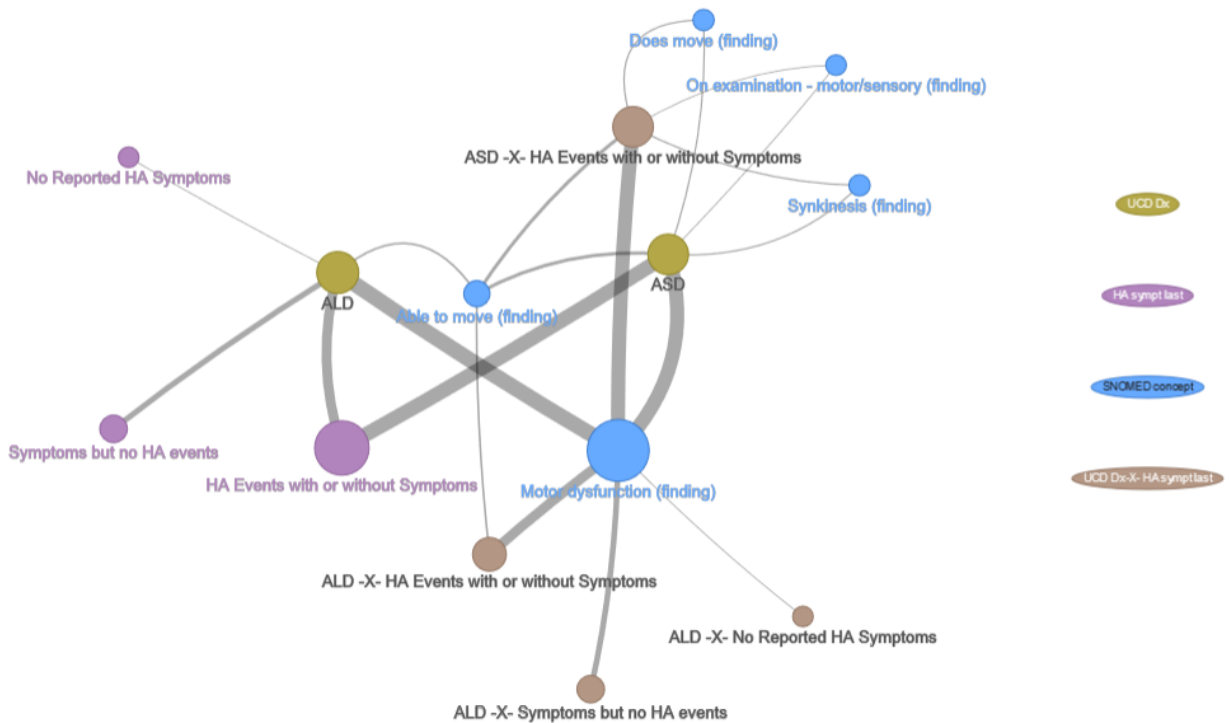 Does move (finding)
On examination - motor/sensory (finding)
ASD -X- HA Events with or without Symptoms
No Reported HA Symptoms
Synkinesis (finding)
UCD Dx
ASD
ALD
HA sympt last
Able to move (finding)
SNOMED concept
Symptoms but no HA events
HA Events with or without Symptoms
Motor dysfunction (finding)
UCD Dx-X- HA sympt last
ALD -X- HA Events with or without Symptoms
ALD -X- No Reported HA Symptoms
ALD -X- Symptoms but no HA events